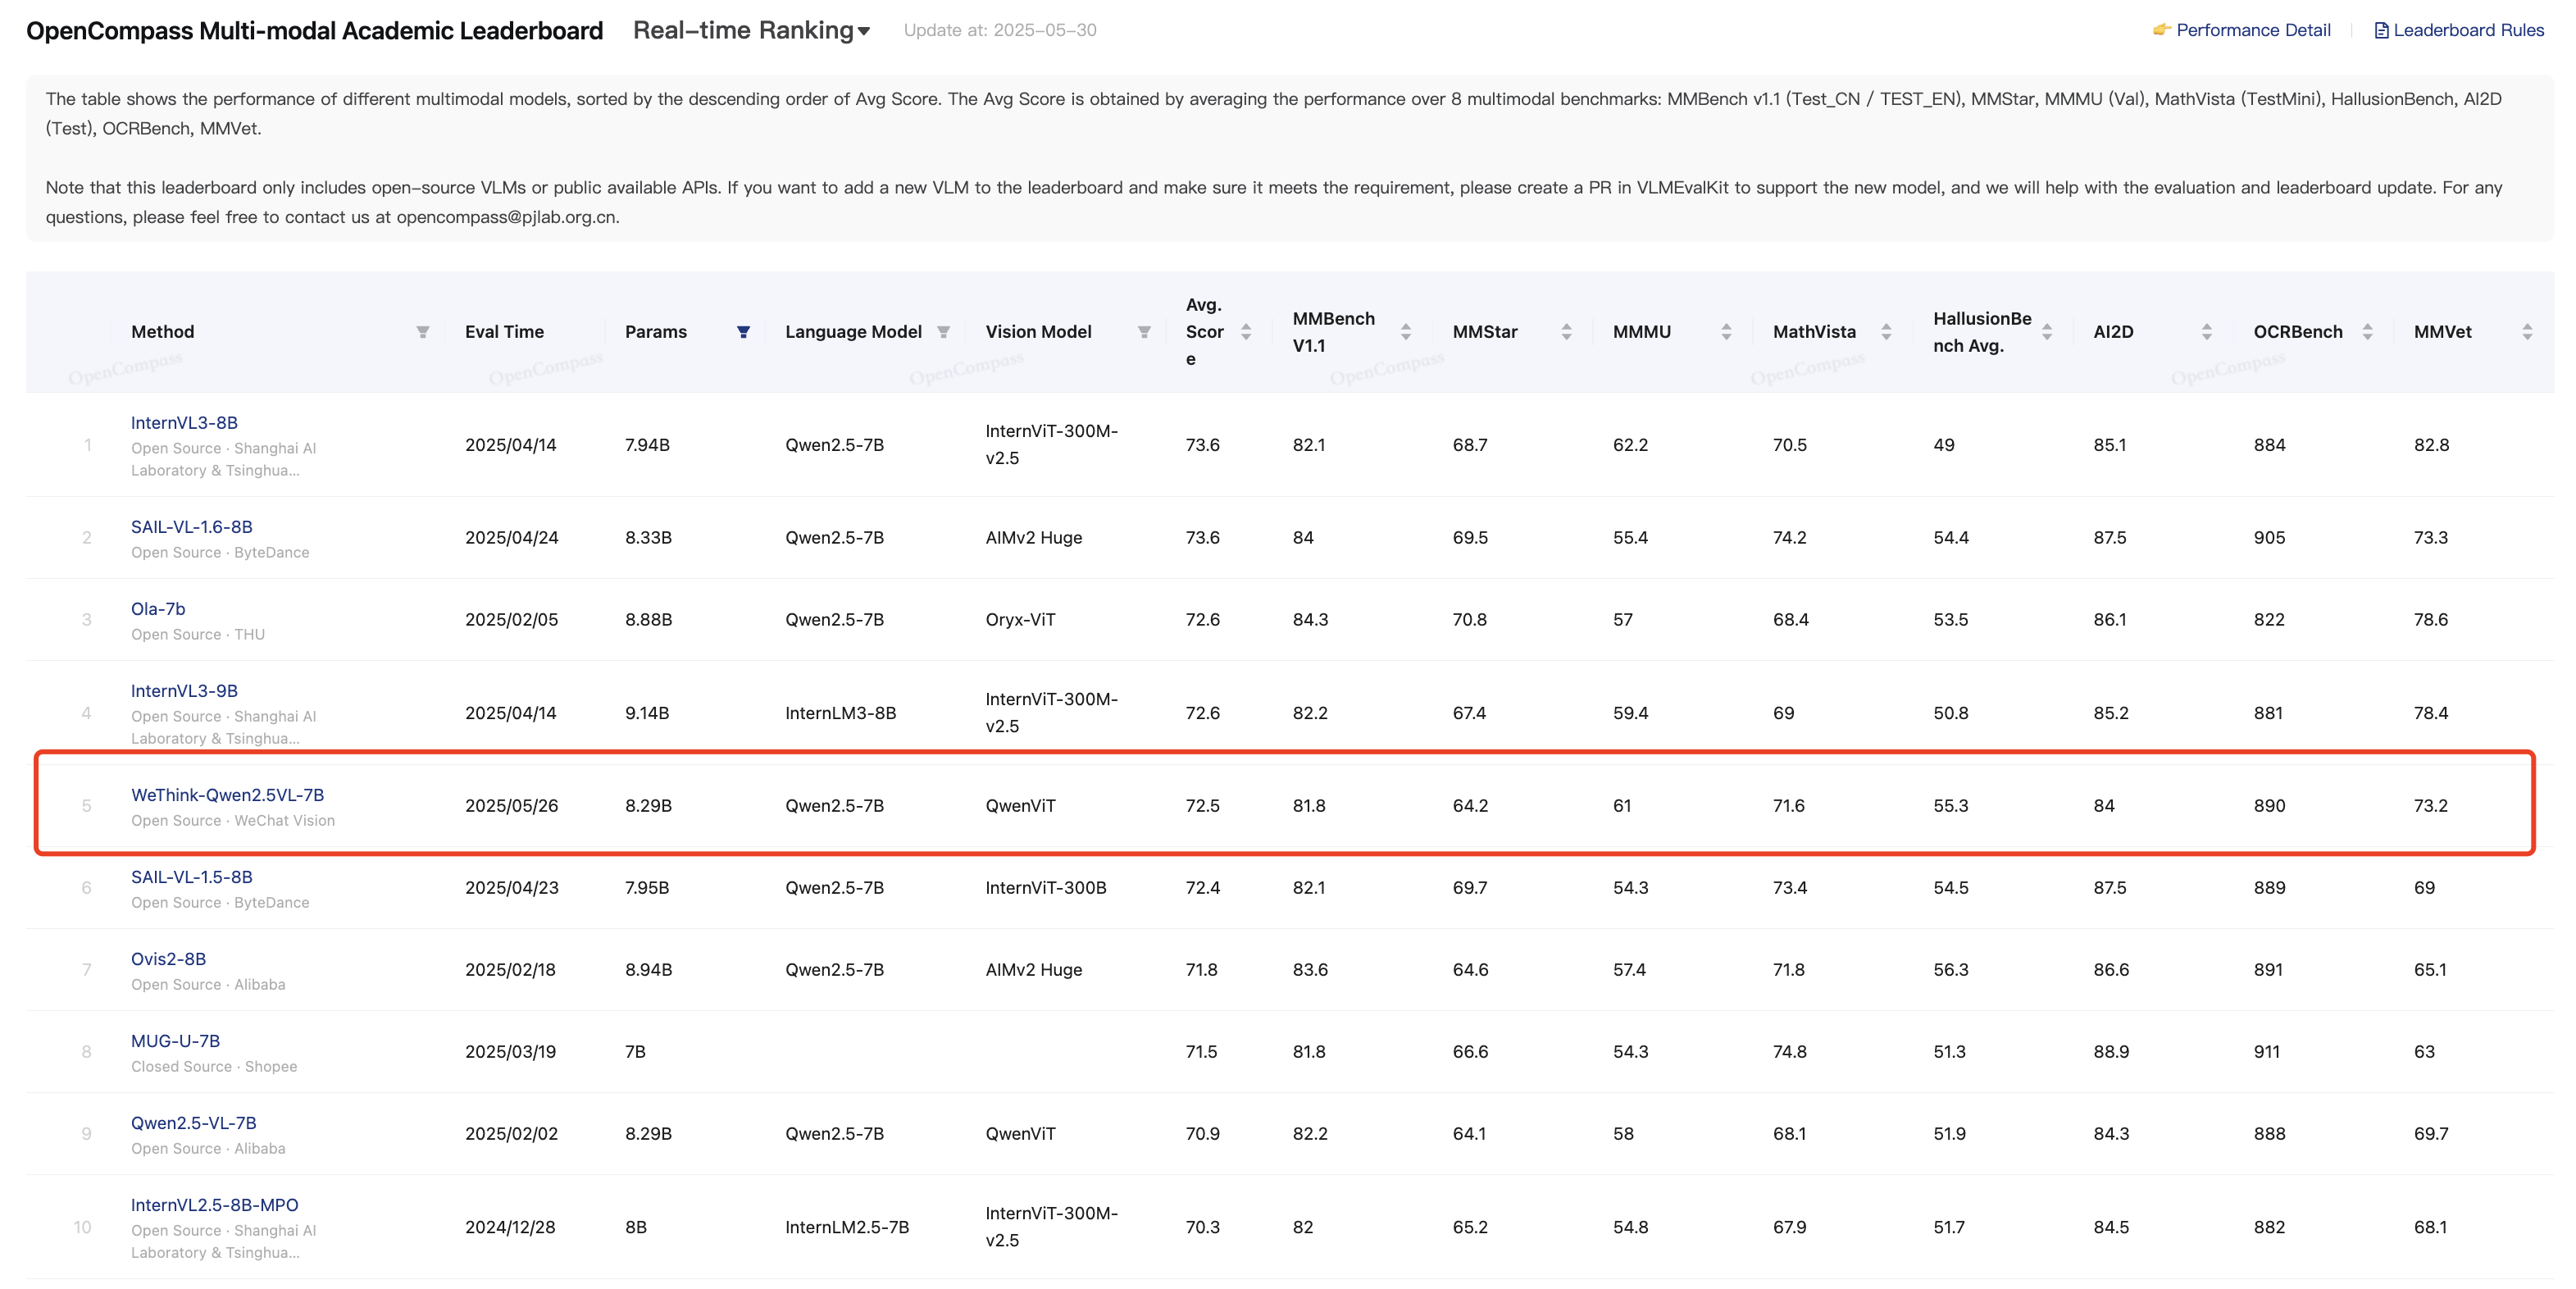 OpenCompass Multi-modal Academic Leaderboard Real-time Ranking Update at: 2025-05-30 Performance Detail Leaderboard Rules
The table shows the performance of different multimodal models, sorted by the descending order of Avg Score. The Avg Score is obtained by averaging the performance over 8 multimodal benchmarks: MMBench v1.1 (Test_CN / TEST_EN), MMStar, MMMU (Val), MathVista (TestMini), HallusionBench, AI2D
(Test), OCRBench, MMVet.
Note that this leaderboard only includes open-source VLMs or public available APIs. If you want to add a new VLM to the leaderboard and make sure it meets the requirement, please create a PR in VLMEvalKit to support the new model, and we will help with the evaluation and leaderboard update. For any
questions, please feel free to contact us at opencompass@pjlab.org.cn.
Method Eval Time Params Language Model Vision Model Avg. Scor e MMBench V1.1 MMStar MMMU MathVista HallusionBe nch Avg. AI2D OCRBench MMVet
OpenCompass OpenCompass OpenCompass OpenCompass OpenCompass OpenCompass
1 InternVL3-8B 2025/04/14 7.94B Qwen2.5-7B InternViT-300M-v2.5 73.6 82.1 68.7 62.2 70.5 49 85.1 884 82.8
Open Source · Shanghai AI
Laboratory & Tsinghua...
2 SAIL-VL-1.6-8B 2025/04/24 8.33B Qwen2.5-7B AIMv2 Huge 73.6 84 69.5 55.4 74.2 54.4 87.5 905 73.3
Open Source · ByteDance
3 Ola-7b 2025/02/05 8.88B Qwen2.5-7B Oryx-ViT 72.6 84.3 70.8 57 68.4 53.5 86.1 822 78.6
Open Source · THU
4 InternVL3-9B 2025/04/14 9.14B InternLM3-8B InternViT-300M-v2.5 72.6 82.2 67.4 59.4 69 50.8 85.2 881 78.4
Open Source · Shanghai AI
Laboratory & Tsinghua...
5 WeThink-Qwen2.5VL-7B 2025/05/26 8.29B Qwen2.5-7B QwenViT 72.5 81.8 64.2 61 71.6 55.3 84 890 73.2
Open Source · WeChat Vision
6 SAIL-VL-1.5-8B 2025/04/23 7.95B Qwen2.5-7B InternViT-300B 72.4 82.1 69.7 54.3 73.4 54.5 87.5 889 69
Open Source · ByteDance
7 Ovis2-8B 2025/02/18 8.94B Qwen2.5-7B AIMv2 Huge 71.8 83.6 64.6 57.4 71.8 56.3 86.6 891 65.1
Open Source · Alibaba
8 MUG-U-7B 2025/03/19 7B 71.5 81.8 66.6 54.3 74.8 51.3 88.9 911 63
Closed Source · Shopee
9 Qwen2.5-VL-7B 2025/02/02 8.29B Qwen2.5-7B QwenViT 70.9 82.2 64.1 58 68.1 51.9 84.3 888 69.7
Open Source · Alibaba
10 InternVL2.5-8B-MPO 2024/12/28 8B InternLM2.5-7B InternViT-300M-v2.5 70.3 82 65.2 54.8 67.9 51.7 84.5 882 68.1
Open Source · Shanghai AI
Laboratory & Tsinghua...